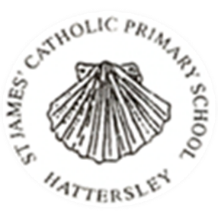 ST JAMES' CATHOLIC PRIMARY SCHOOL
HATTERSLEY